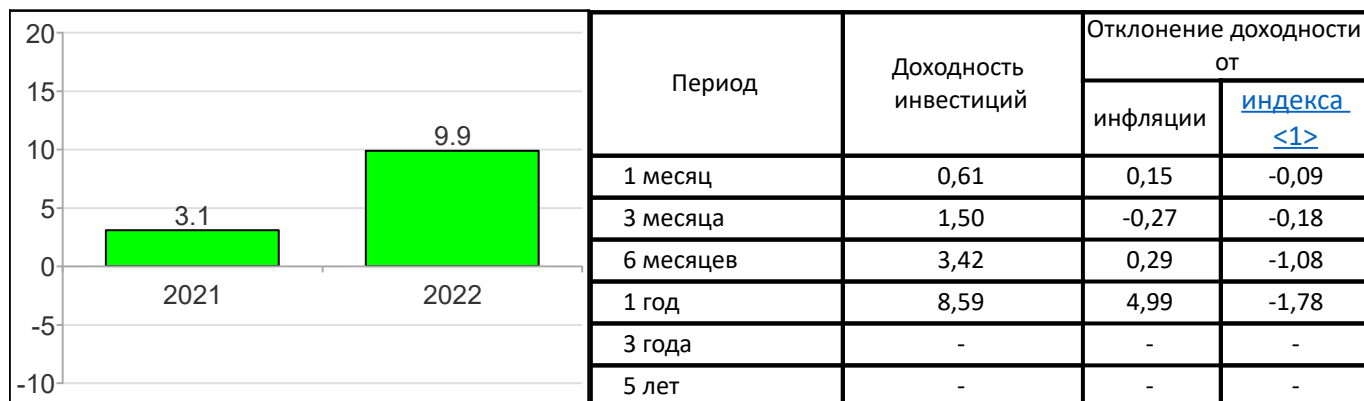 20
15
10
5
0
-5
-10
3.1
9.9
2021
2022
Период
Доходность
инвестиций
Отклонение доходности
от
инфляции
индекса
<1>
1 месяц 0,61 0,15 -0,09
3 месяца 1,50 -0,27 -0,18
6 месяцев 3,42 0,29 -1,08
1 год 8,59 4,99 -1,78
3 года - - -
5 лет - - -